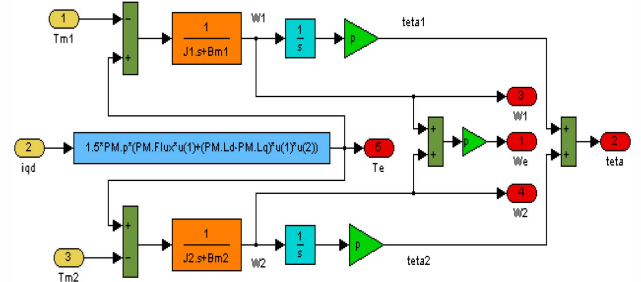 1
Tm1
−
+
1
J1.s+Bm1
W1
1
s
p
teta1
3
W1
2
iqd
1.5*PM.p*(PM.Flux*u(1)+(PM.Ld-PM.Lq)*u(1)*u(2))
5
Te
+
+
p
1
We
+
+
2
teta
4
W2
+
−
3
Tm2
1
J2.s+Bm2
W2
1
s
p
teta2